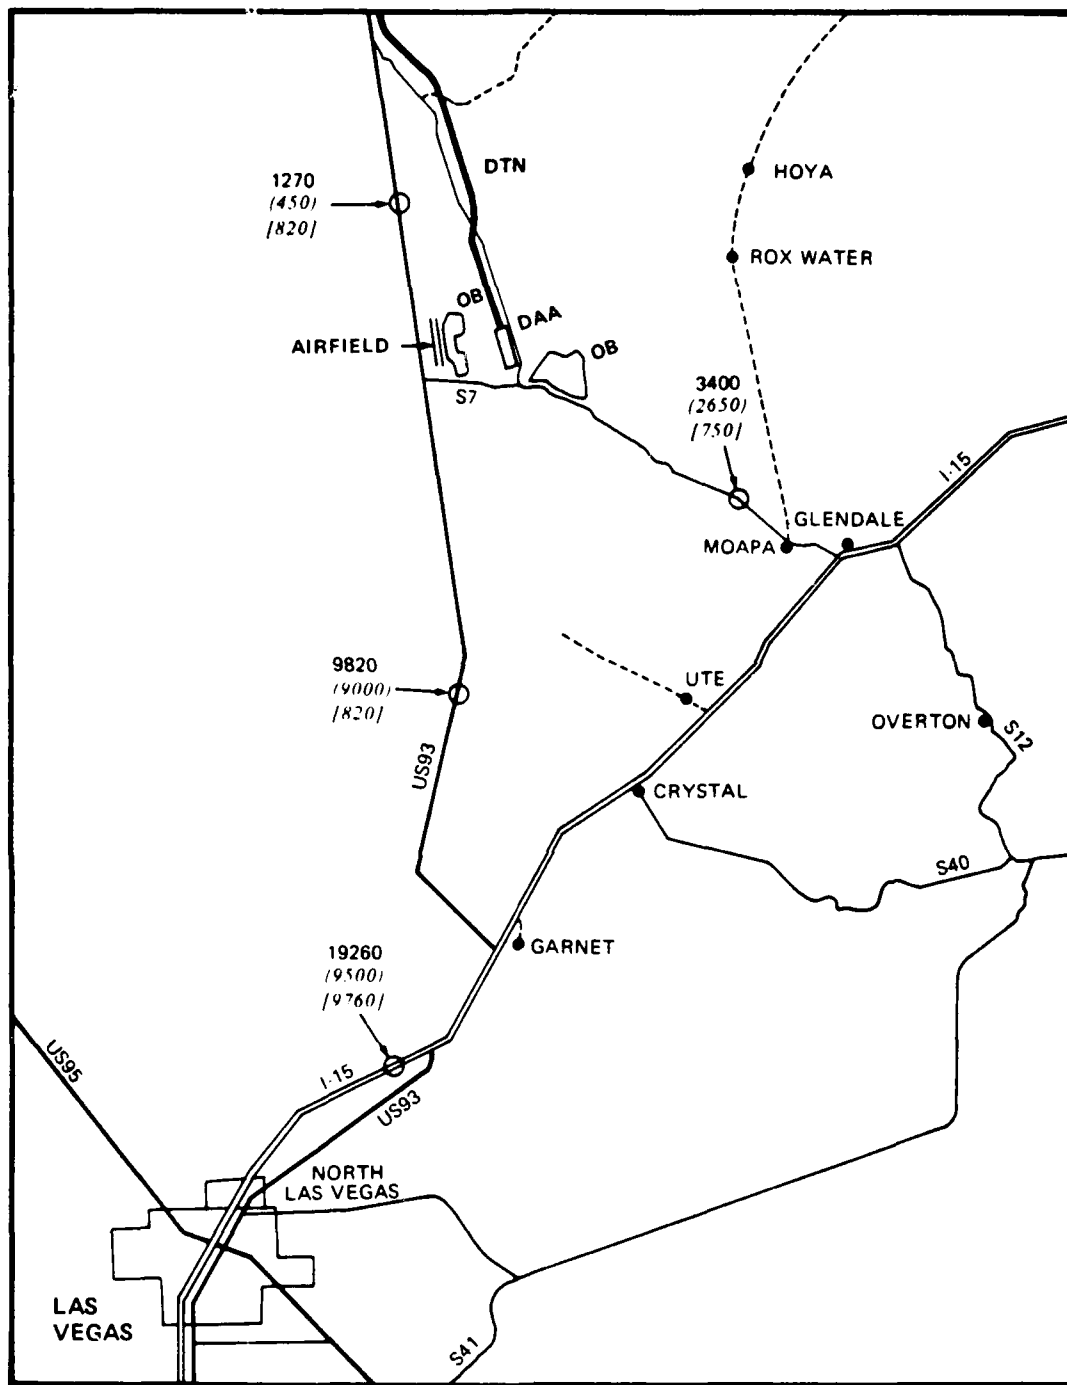 DTN
HOYA
1270
(450)
[820]
ROX WATER
OB
DAA
AIRFIELD
OB
S7
3400
(2650)
[750]
I-15
GLENDALE
MOAPA
9820
(9000)
[820]
UTE
OVERTON
S12
US93
CRYSTAL
S40
GARNET
19260
(9500)
[9760]
US95
I-15
US93
NORTH
LAS VEGAS
LAS
VEGAS
S41